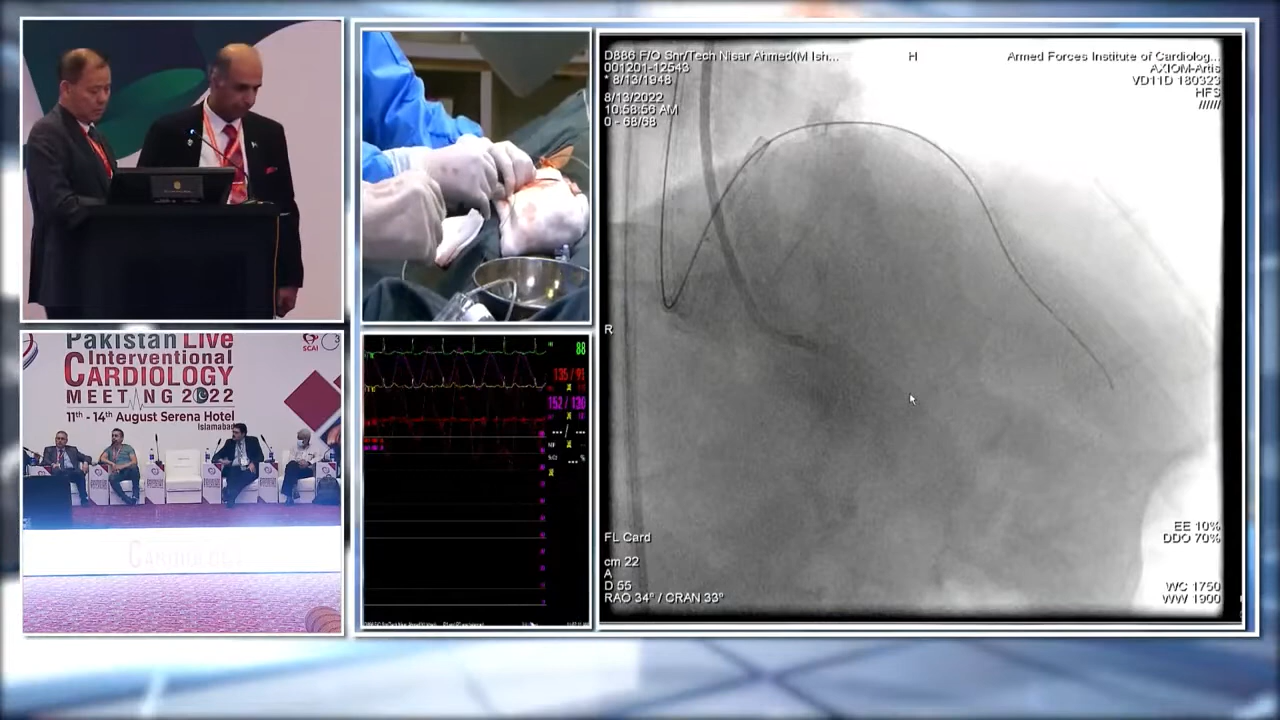 Pakistan Live
Interventional
CARDIOLOGY
MEETING 2022
11th - 14th August Serena Hotel
Islamabad
SCAI
88
135 / 91
152 / 130
D886 F/O Snr/Tech Nisar Ahmed(M Ish...
001201-12543
* 8/13/1948
8/13/2022
10:58:56 AM
0 - 68/68
H
Armed Forces Institute of Cardiolog...
AXIOM-Artis
VD11D 180323
HFS
//////
R
FL Card
cm 22
A
D 55
RAO 34° / CRAN 33°
EE 10%
DDO 70%
WC 1750
WW 1900